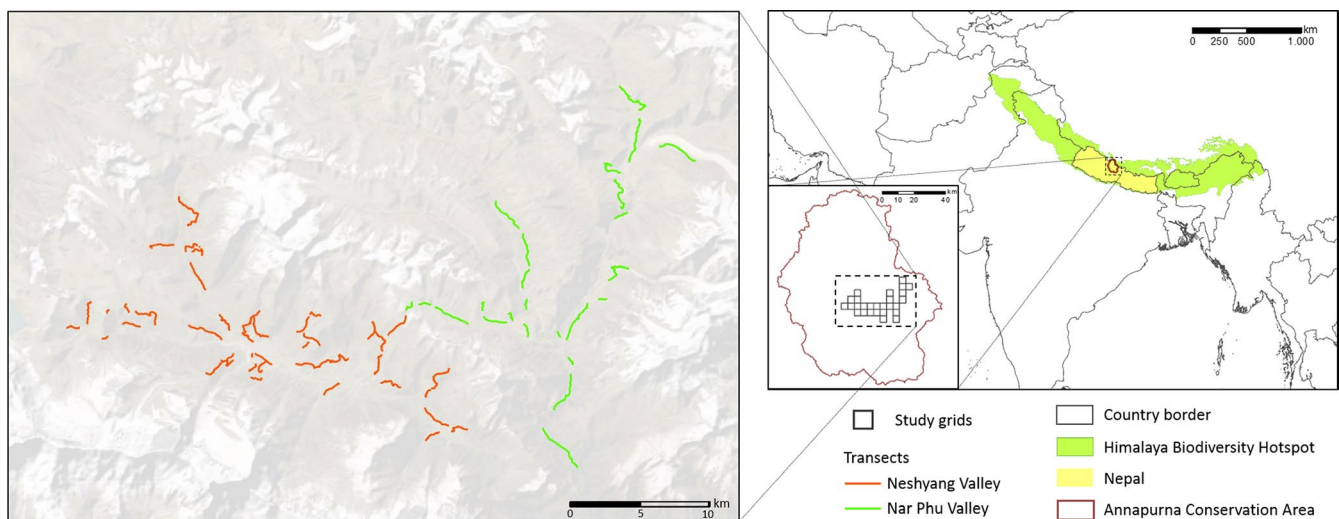 km
0 5 10
km
0 250 500 1.000
km
0 10 20 40
Study grids
Transects
Neshyang Valley
Nar Phu Valley
Country border
Himalaya Biodiversity Hotspot
Nepal
Annapurna Conservation Area